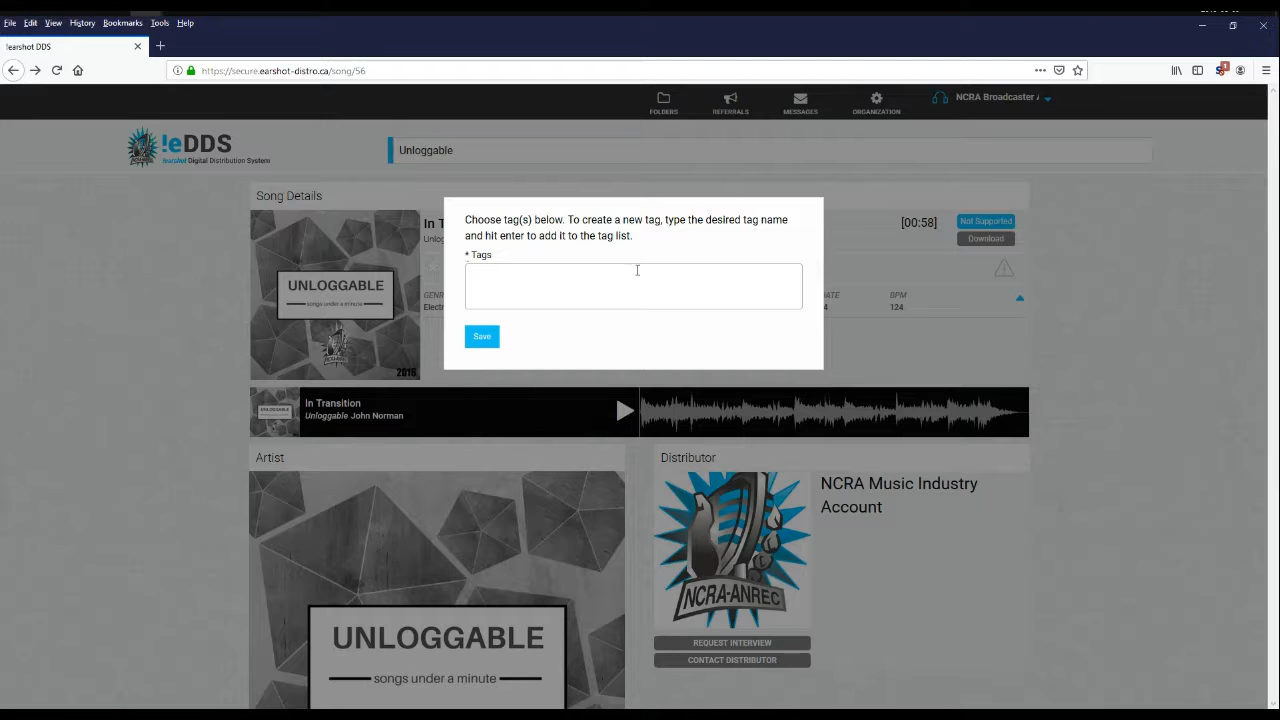 File Edit View History Bookmarks Tools Help
!earshot DDS
https://secure.earshot-distro.ca/song/56
FOLDERS REFERRALS MESSAGES ORGANIZATION NCRA Broadcaster
!eDDS
!earshot Digital Distribution System
Unloggable
Song Details
Choose tag(s) below. To create a new tag, type the desired tag name
and hit enter to add it to the tag list.
* Tags
Save
In T
[00:58]
Not Supported
Download
BPM
124
UNLOGGABLE
songs under a minute
NCRA-ANREC
2016
In Transition
Unloggable John Norman
Artist
UNLOGGABLE
songs under a minute
Distributor
NCRA-ANREC
NCRA Music Industry
Account
REQUEST INTERVIEW
CONTACT DISTRIBUTOR